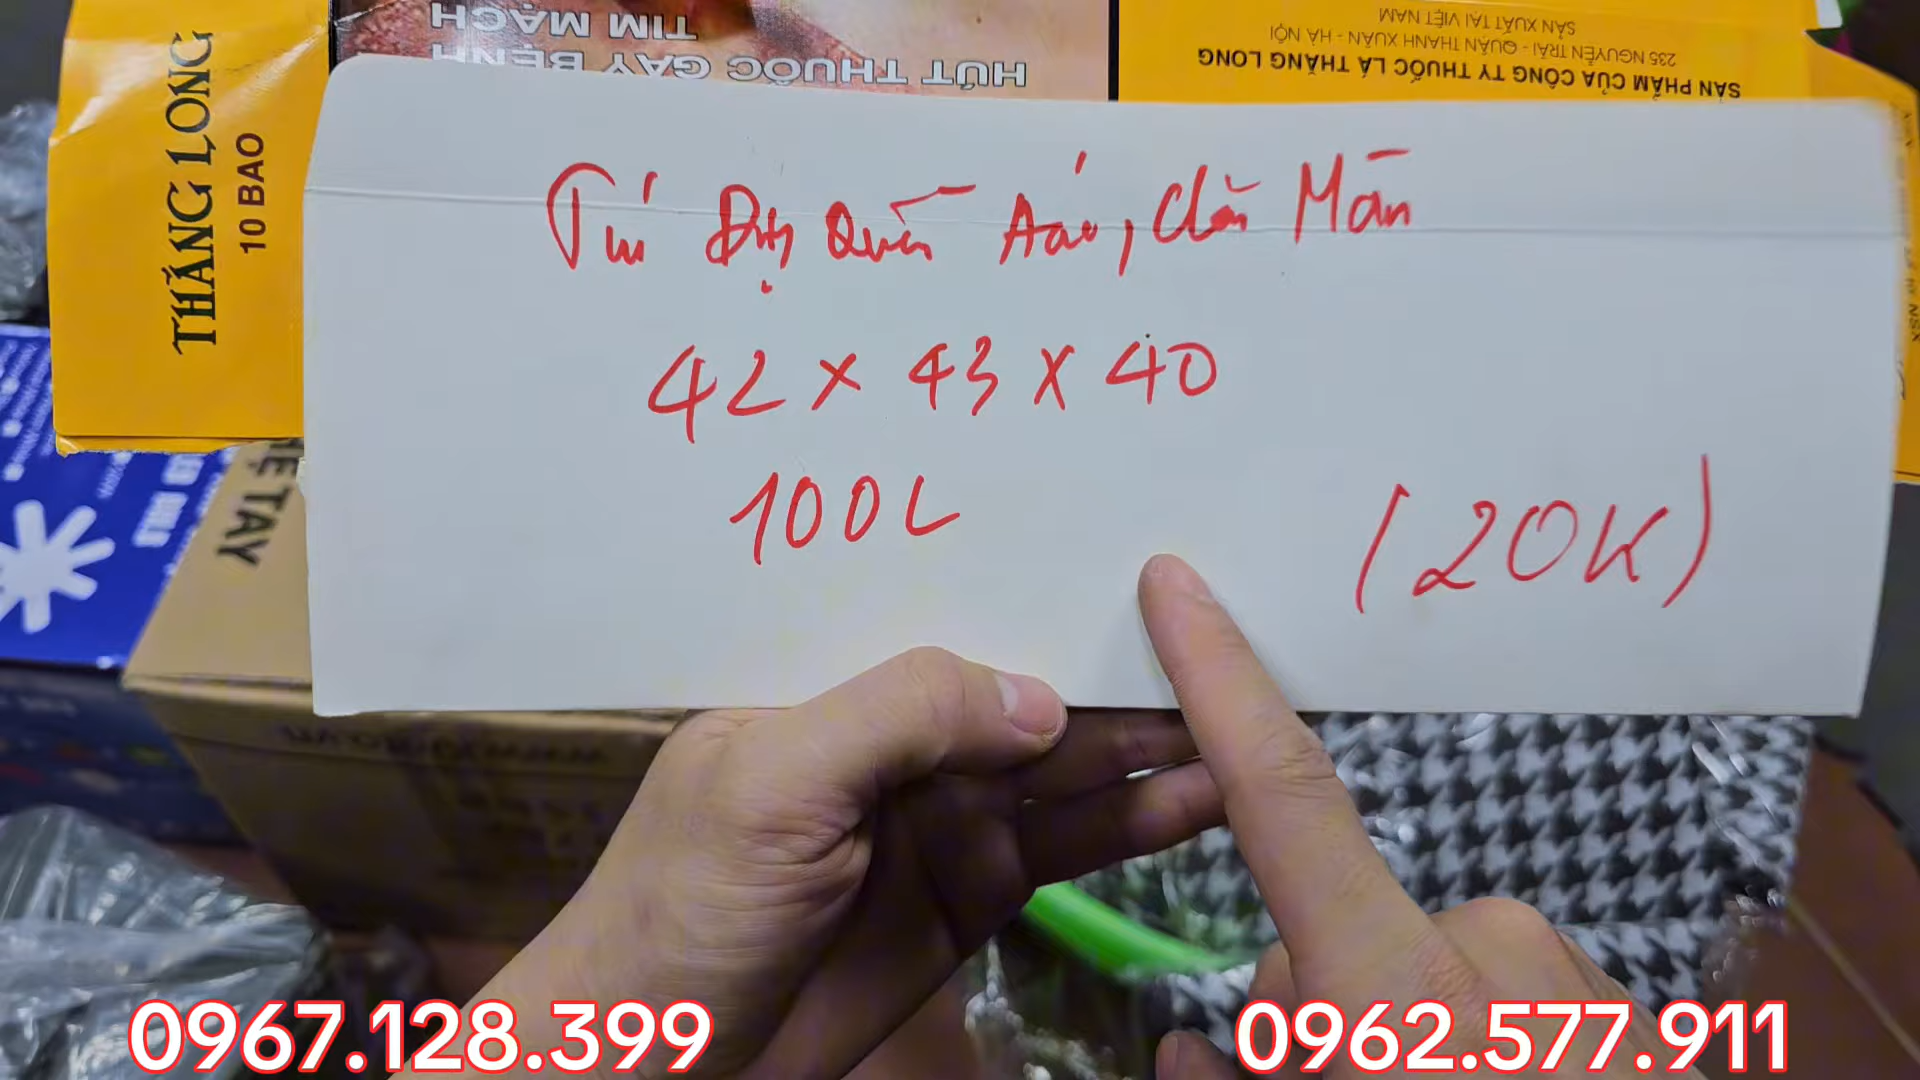 THĂNG LONG
10 BAO
HÚT THUỐC GÂY BỆNH
TIM MẠCH
SẢN PHẨM CỦA CÔNG TY THUỐC LÁ THĂNG LONG
235 NGUYỄN TRÃI - QUẬN THANH XUÂN - HÀ NỘI
SẢN XUẤT TẠI VIỆT NAM
Túi Đựng Quần Áo, Chăn Màn
42 x 43 x 40
100L
(20K)
TAY
0967.128.399
0962.577.911